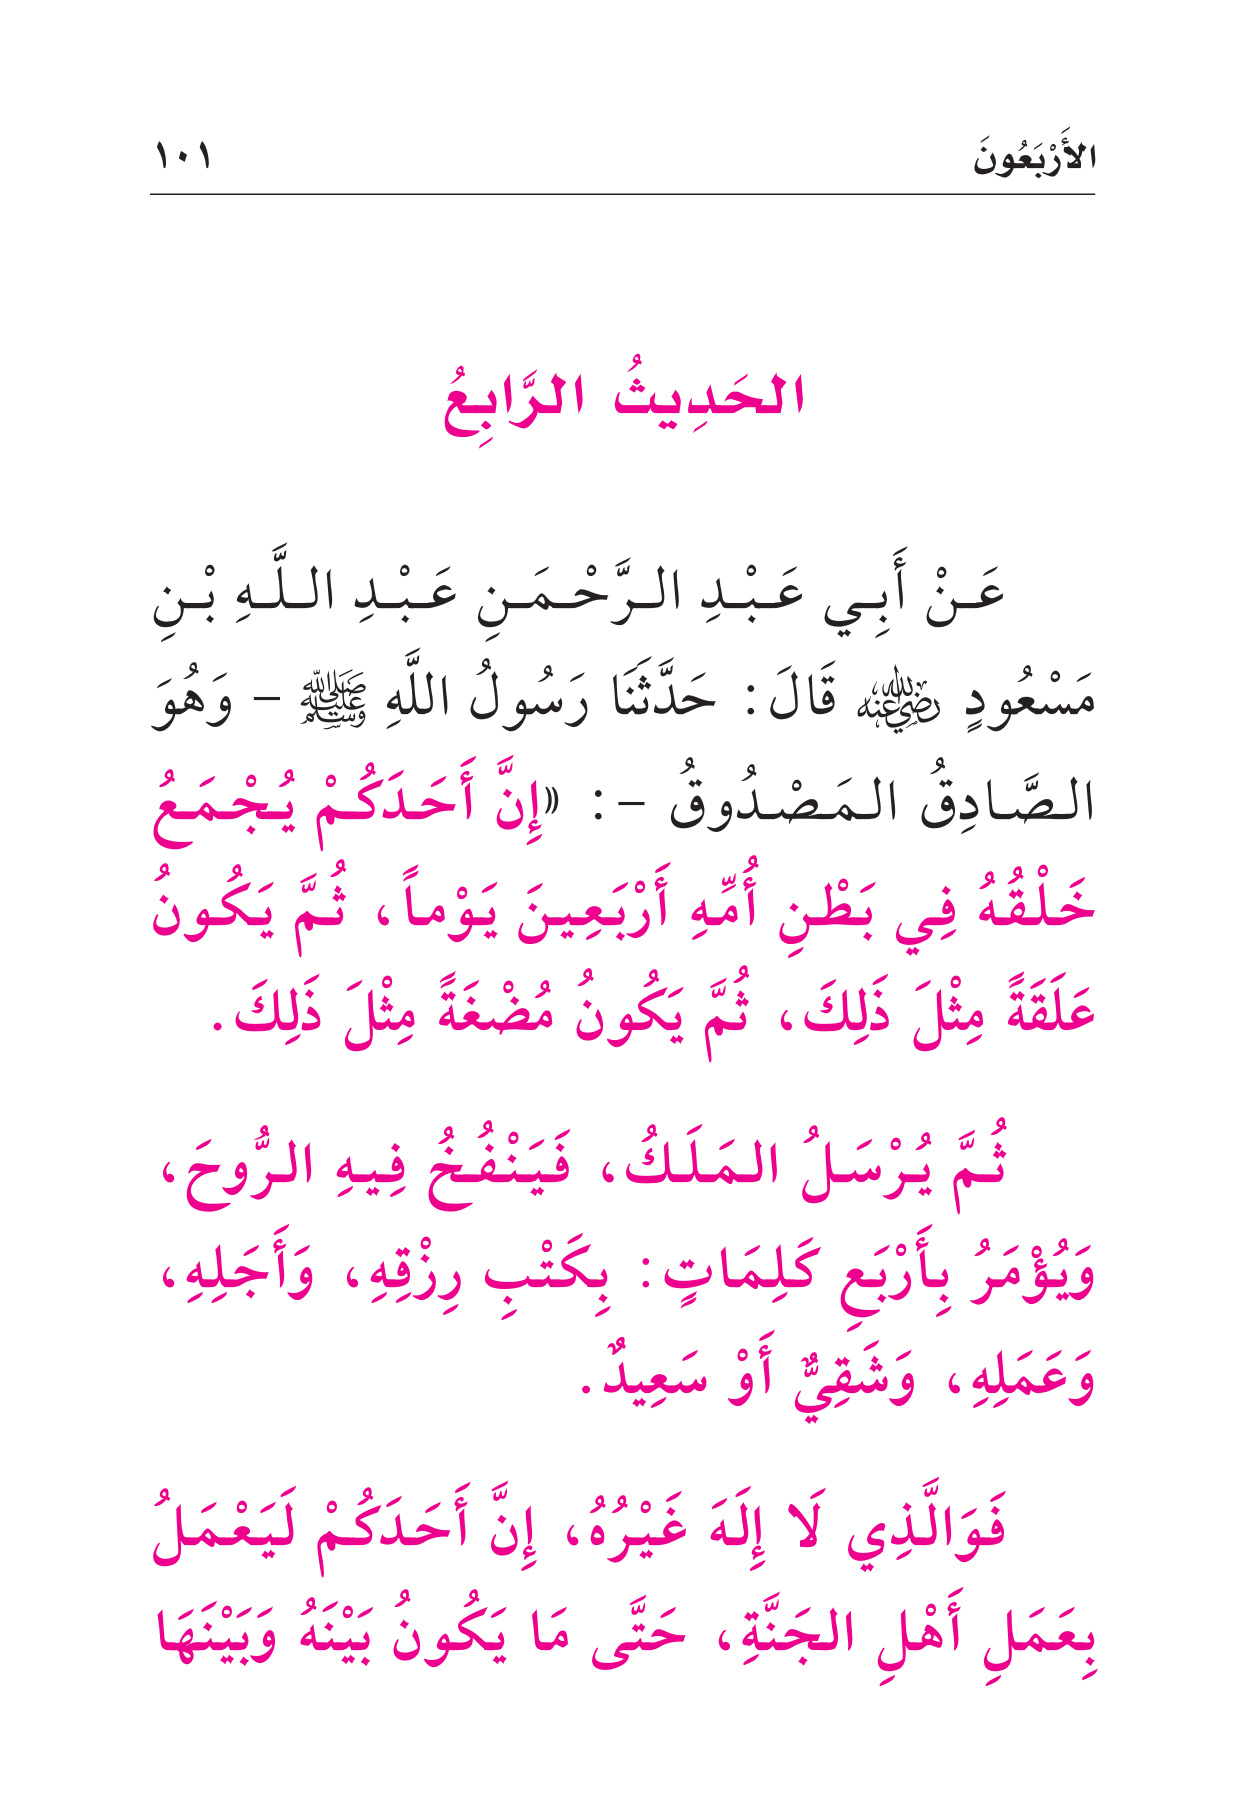 الأَرْبَعُونَ ١٠١
الحَدِيثُ الرَّابِعُ
عَنْ أَبِي عَبْدِ الرَّحْمَنِ عَبْدِ اللَّهِ بْنِ
مَسْعُودٍ رضي الله عنه قَالَ: حَدَّثَنَا رَسُولُ اللَّهِ ﷺ – وَهُوَ
الصَّادِقُ المَصْدُوقُ –: «إِنَّ أَحَدَكُمْ يُجْمَعُ
خَلْقُهُ فِي بَطْنِ أُمِّهِ أَرْبَعِينَ يَوْماً، ثُمَّ يَكُونُ
عَلَقَةً مِثْلَ ذَلِكَ، ثُمَّ يَكُونُ مُضْغَةً مِثْلَ ذَلِكَ.
ثُمَّ يُرْسَلُ المَلَكُ، فَيَنْفُخُ فِيهِ الرُّوحَ،
وَيُؤْمَرُ بِأَرْبَعِ كَلِمَاتٍ: بِكَتْبِ رِزْقِهِ، وَأَجَلِهِ،
وَعَمَلِهِ، وَشَقِيٌّ أَوْ سَعِيدٌ.
فَوَالَّذِي لَا إِلَهَ غَيْرُهُ، إِنَّ أَحَدَكُمْ لَيَعْمَلُ
بِعَمَلِ أَهْلِ الجَنَّةِ، حَتَّى مَا يَكُونُ بَيْنَهُ وَبَيْنَهَا